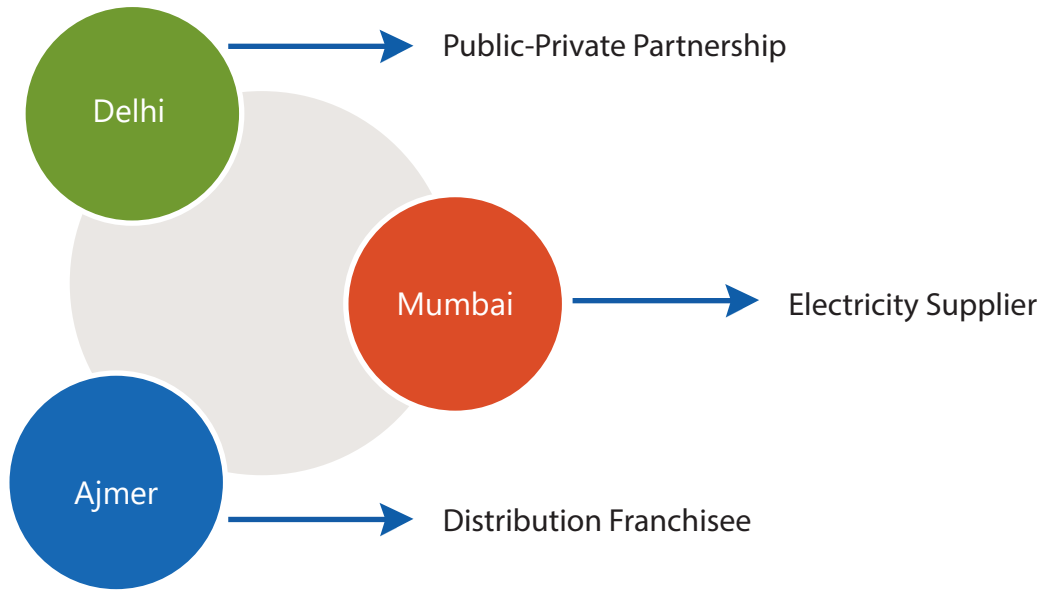 Delhi
Public-Private Partnership
Mumbai
Electricity Supplier
Ajmer
Distribution Franchisee